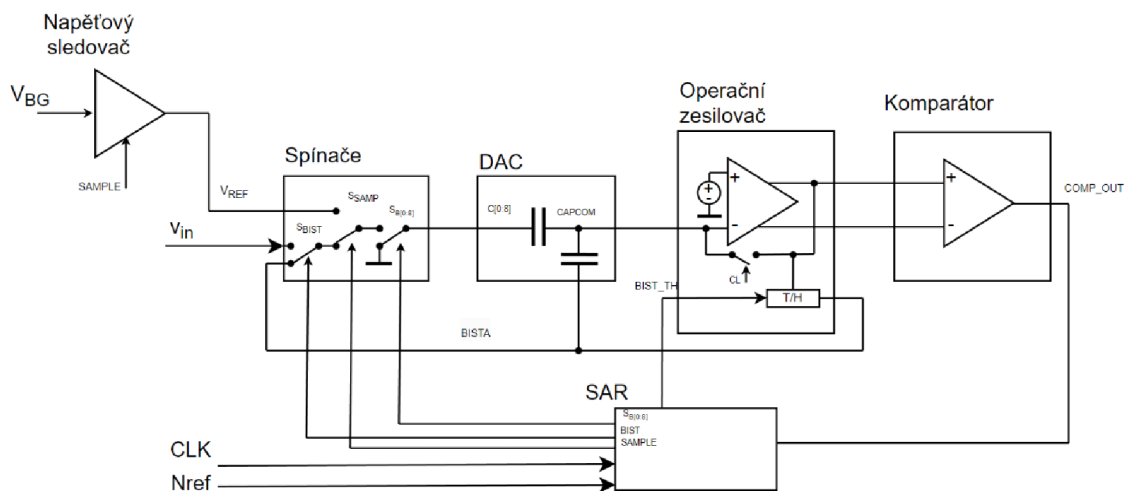 Napěťový
sledovač
V_BG
SAMPLE
V_REF
v_in
Spínače
S_SAMP
S_B[0:8]
S_BIST
DAC
C[0:8]
CAPCOM
Operační
zesilovač
+
-
+
-
CL
T/H
BIST_TH
Komparátor
+
-
COMP_OUT
BISTA
SAR
S_B[0:8]
BIST
SAMPLE
CLK
Nref